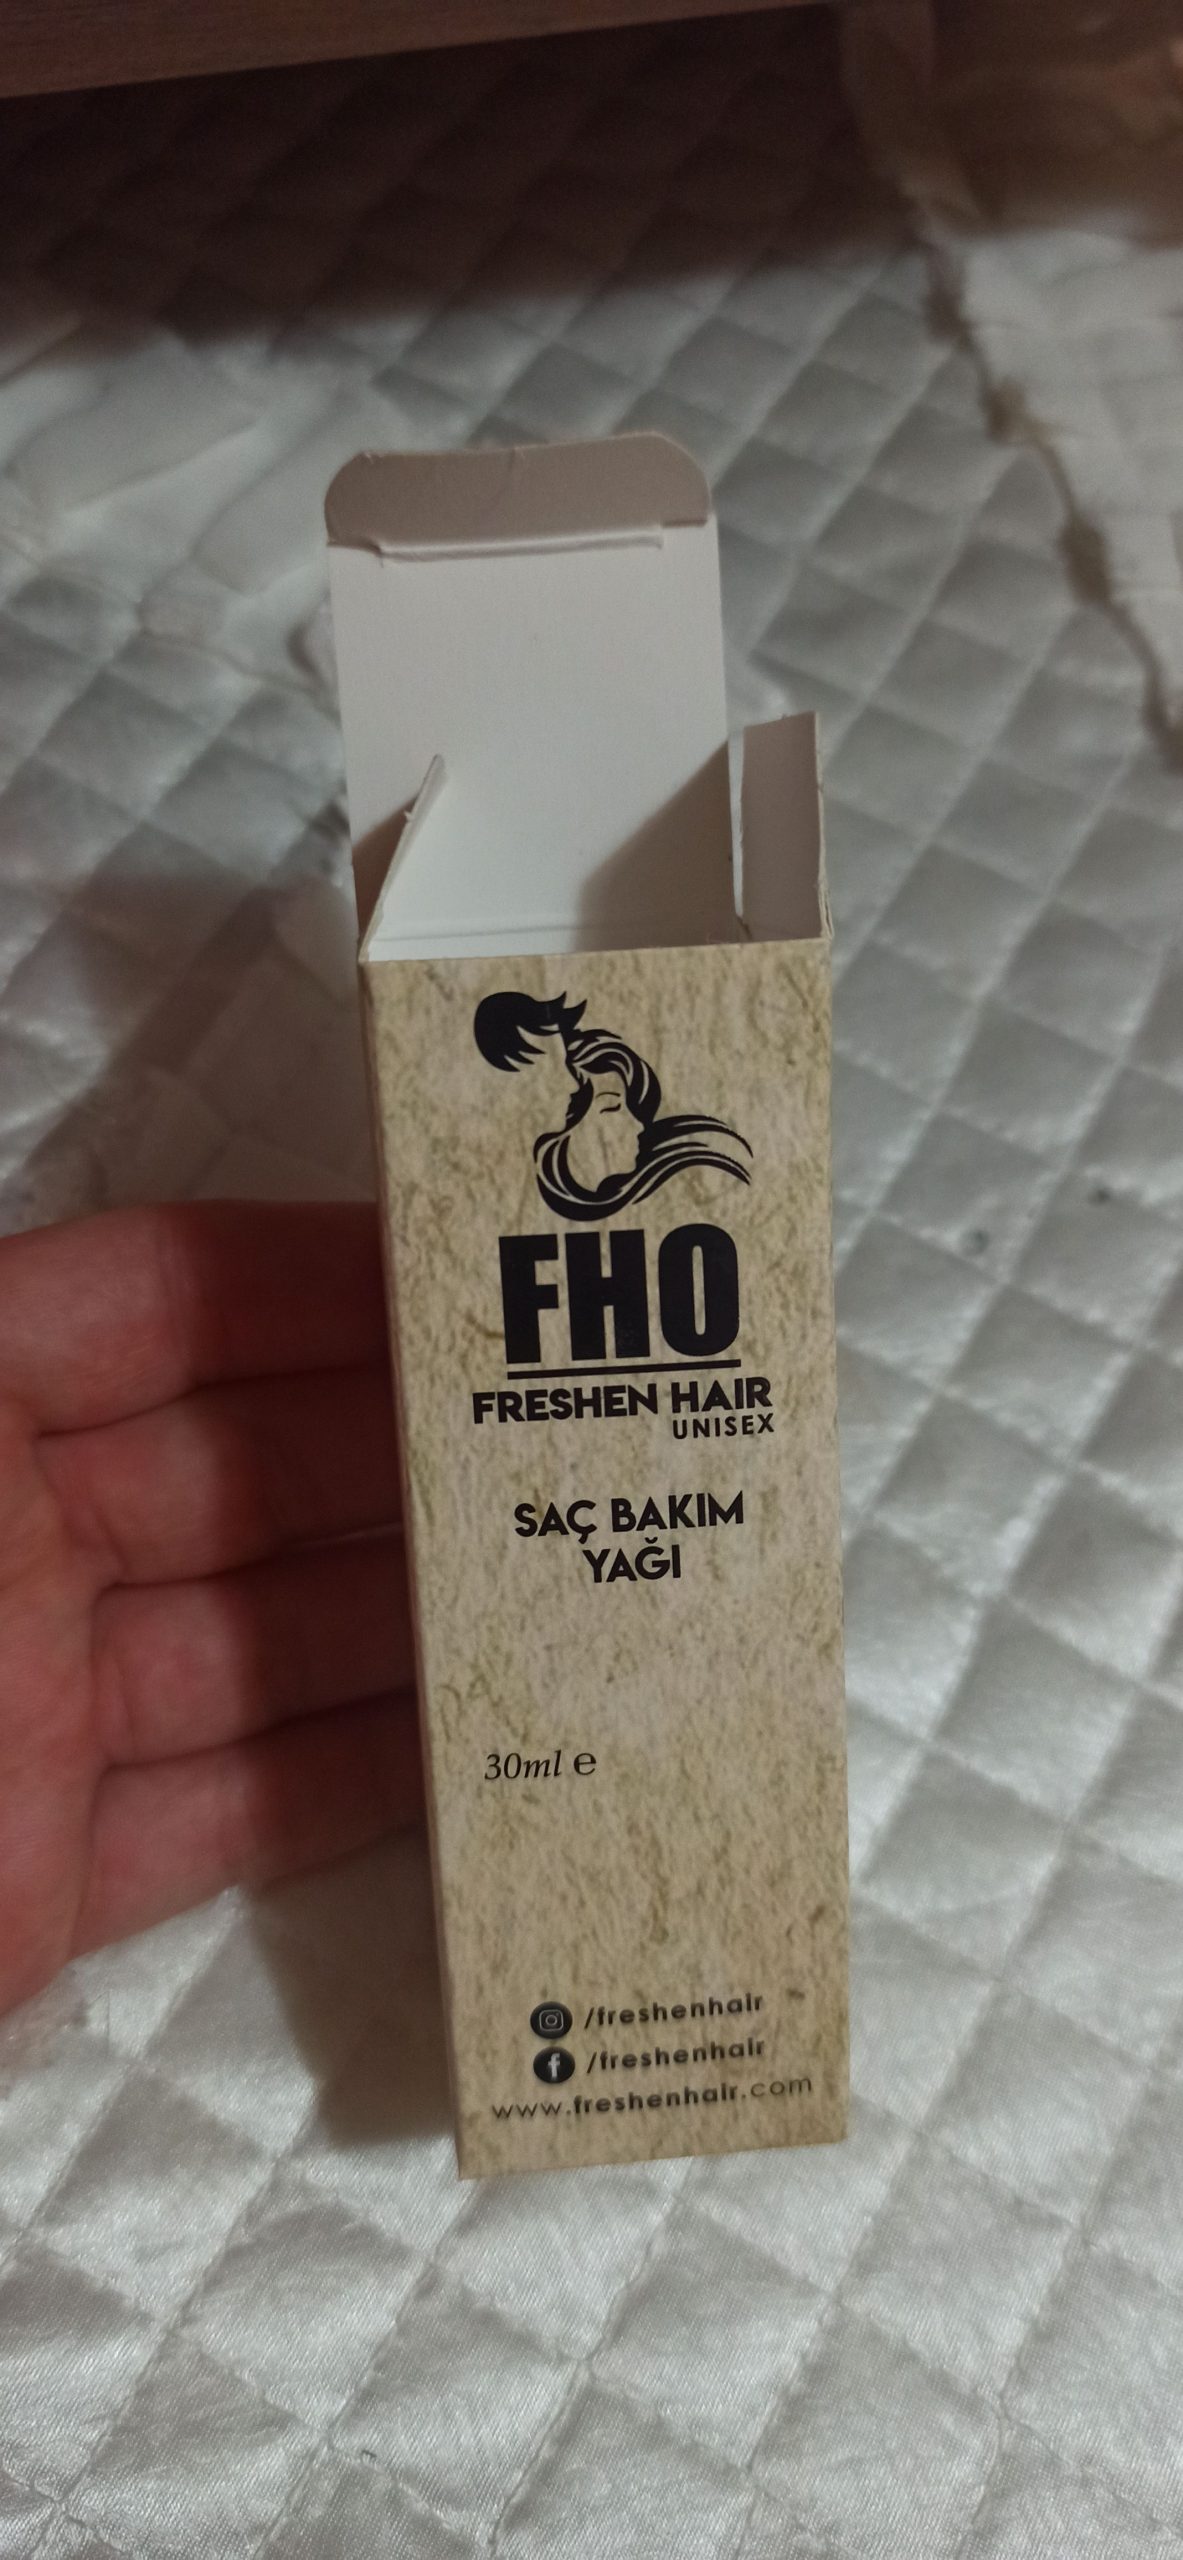 FHO
FRESHEN HAIR
UNISEX
SAÇ BAKIM
YAĞI
30ml ℮
/freshenhair
/freshenhair
www.freshenhair.com